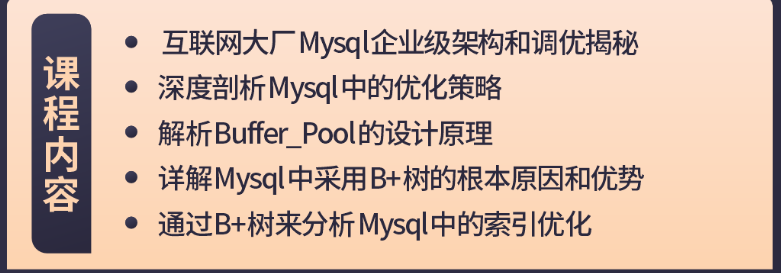 课程内容
互联网大厂Mysql企业级架构和调优揭秘
深度剖析Mysql中的优化策略
解析Buffer_Pool的设计原理
详解Mysql中采用B+树的根本原因和优势
通过B+树来分析Mysql中的索引优化